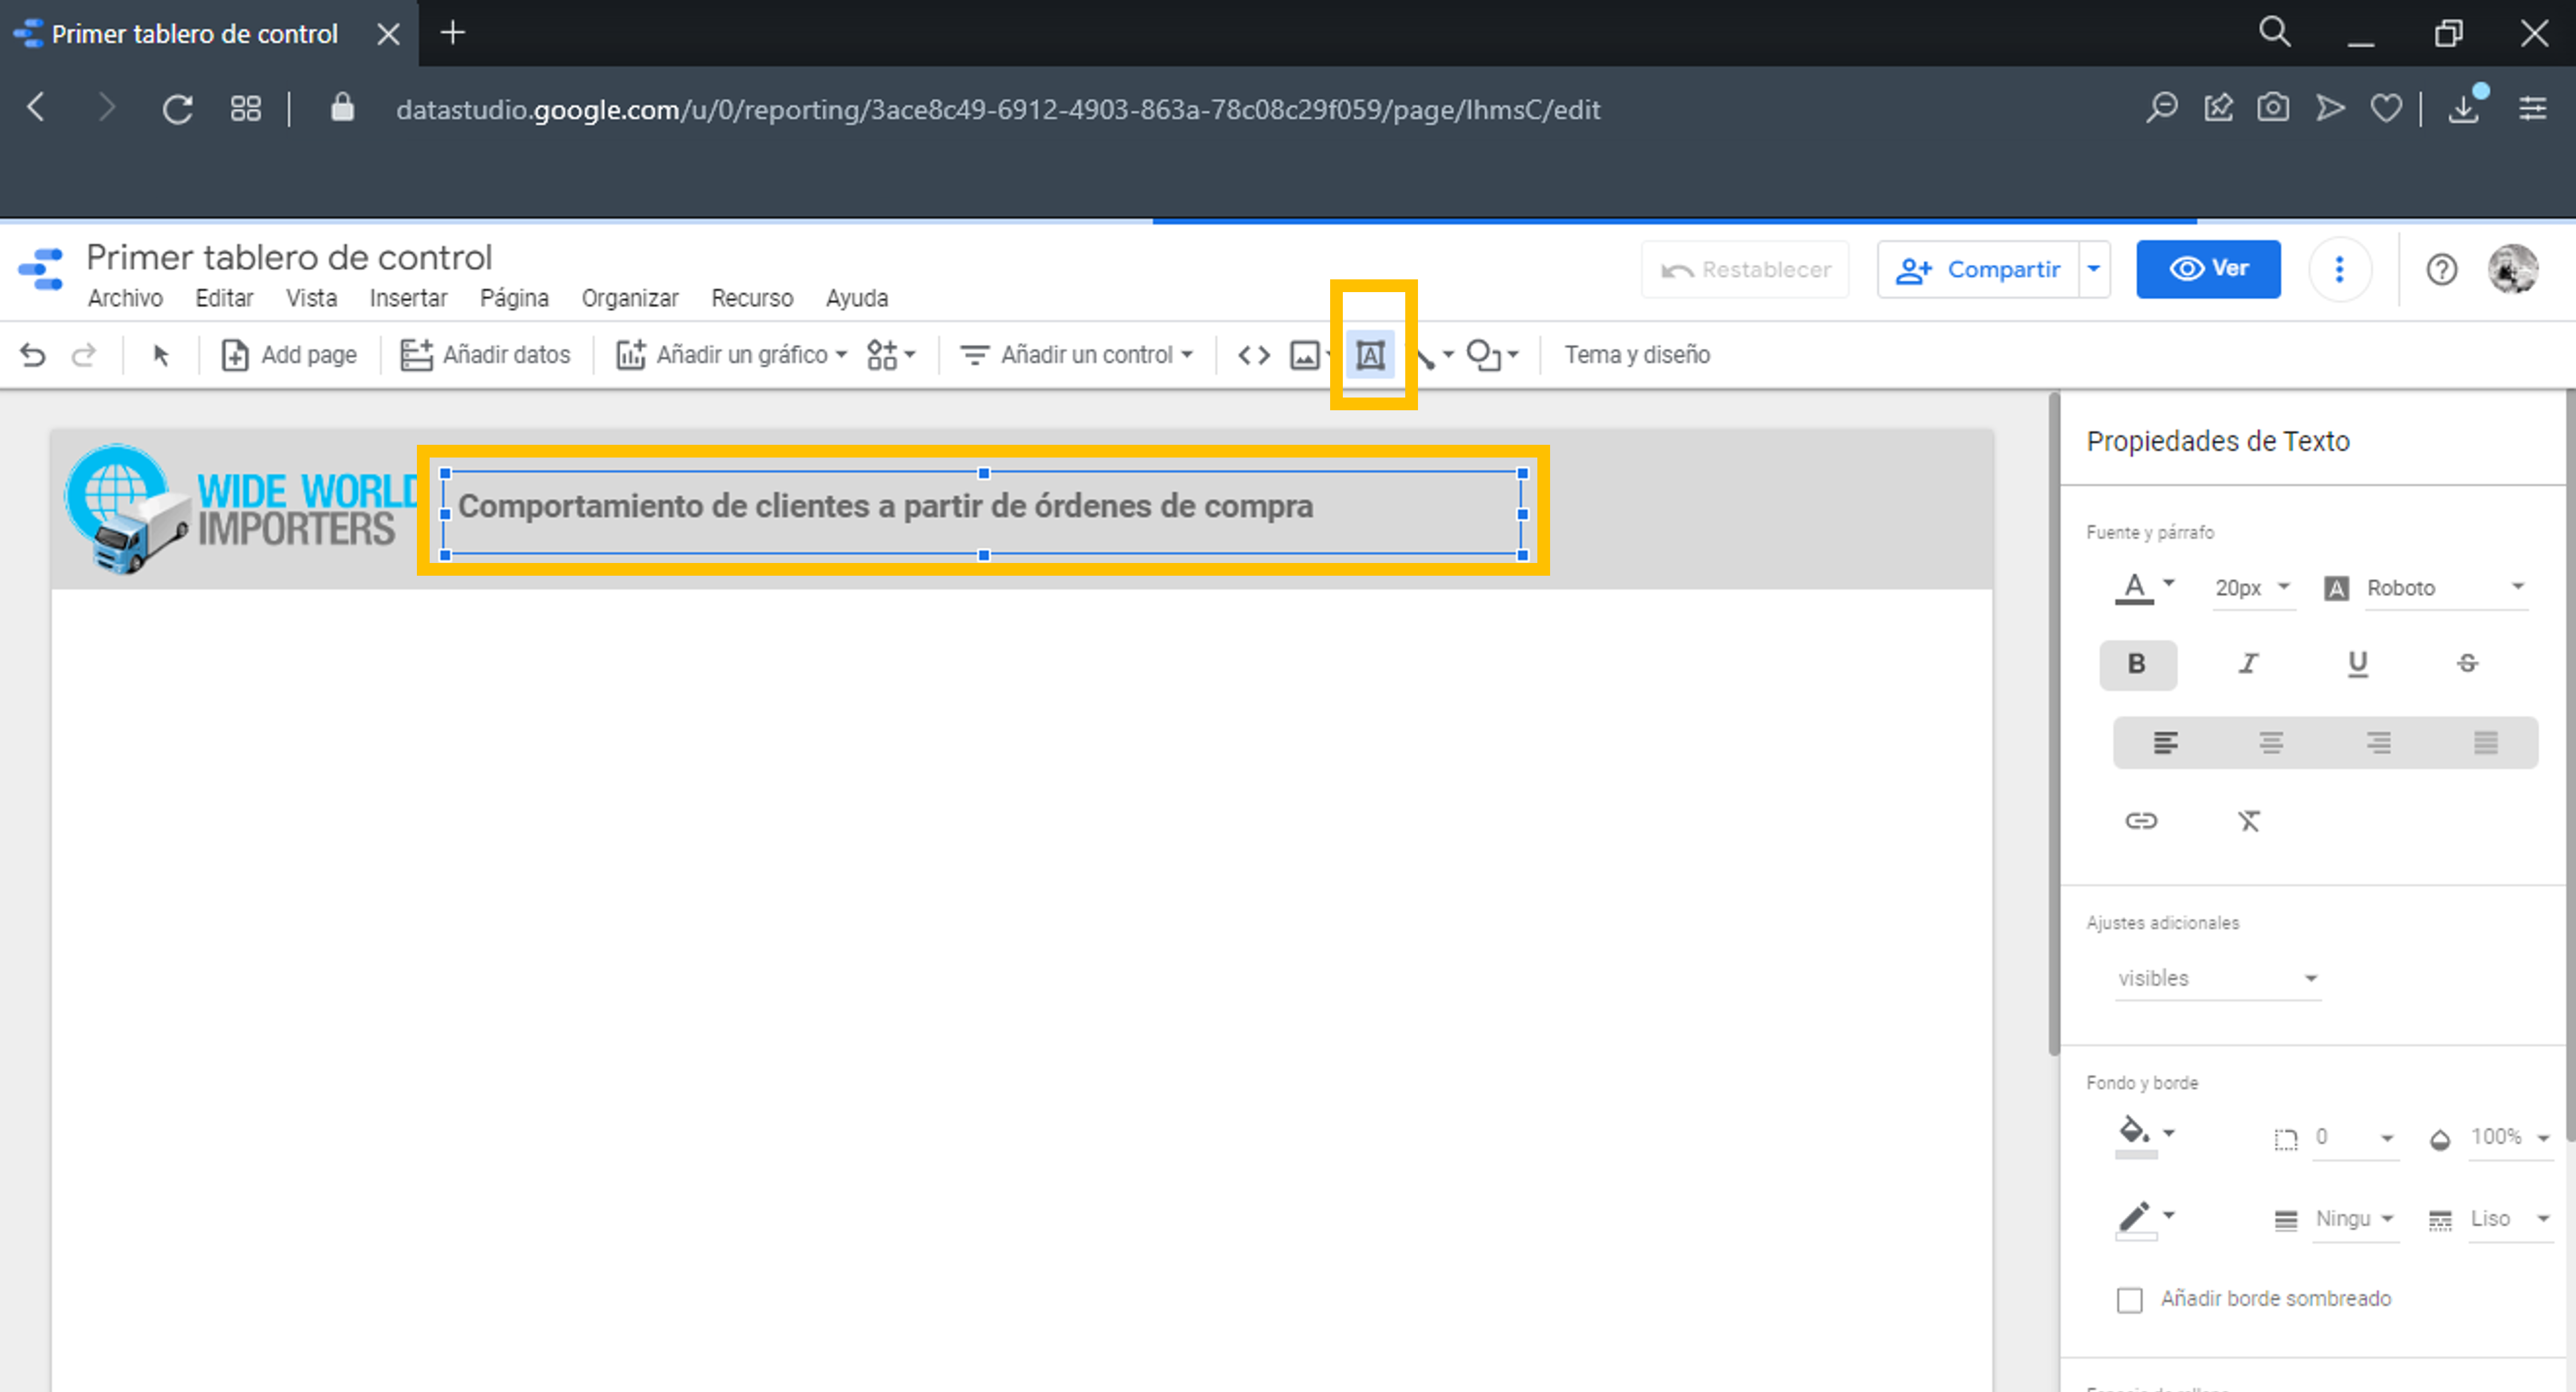 Primer tablero de control
datastudio.google.com/u/0/reporting/3ace8c49-6912-4903-863a-78c08c29f059/page/lhmsC/edit
Primer tablero de control
Archivo Editar Vista Insertar Página Organizar Recurso Ayuda
Restablecer Compartir Ver
Add page Añadir datos Añadir un gráfico Añadir un control Tema y diseño
WIDE WORLD
IMPORTERS
Comportamiento de clientes a partir de órdenes de compra
Propiedades de Texto
Fuente y párrafo
A 20px A Roboto
B I U S
Ajustes adicionales
visibles
Fondo y borde
0 100%
Ningu Liso
Añadir borde sombreado